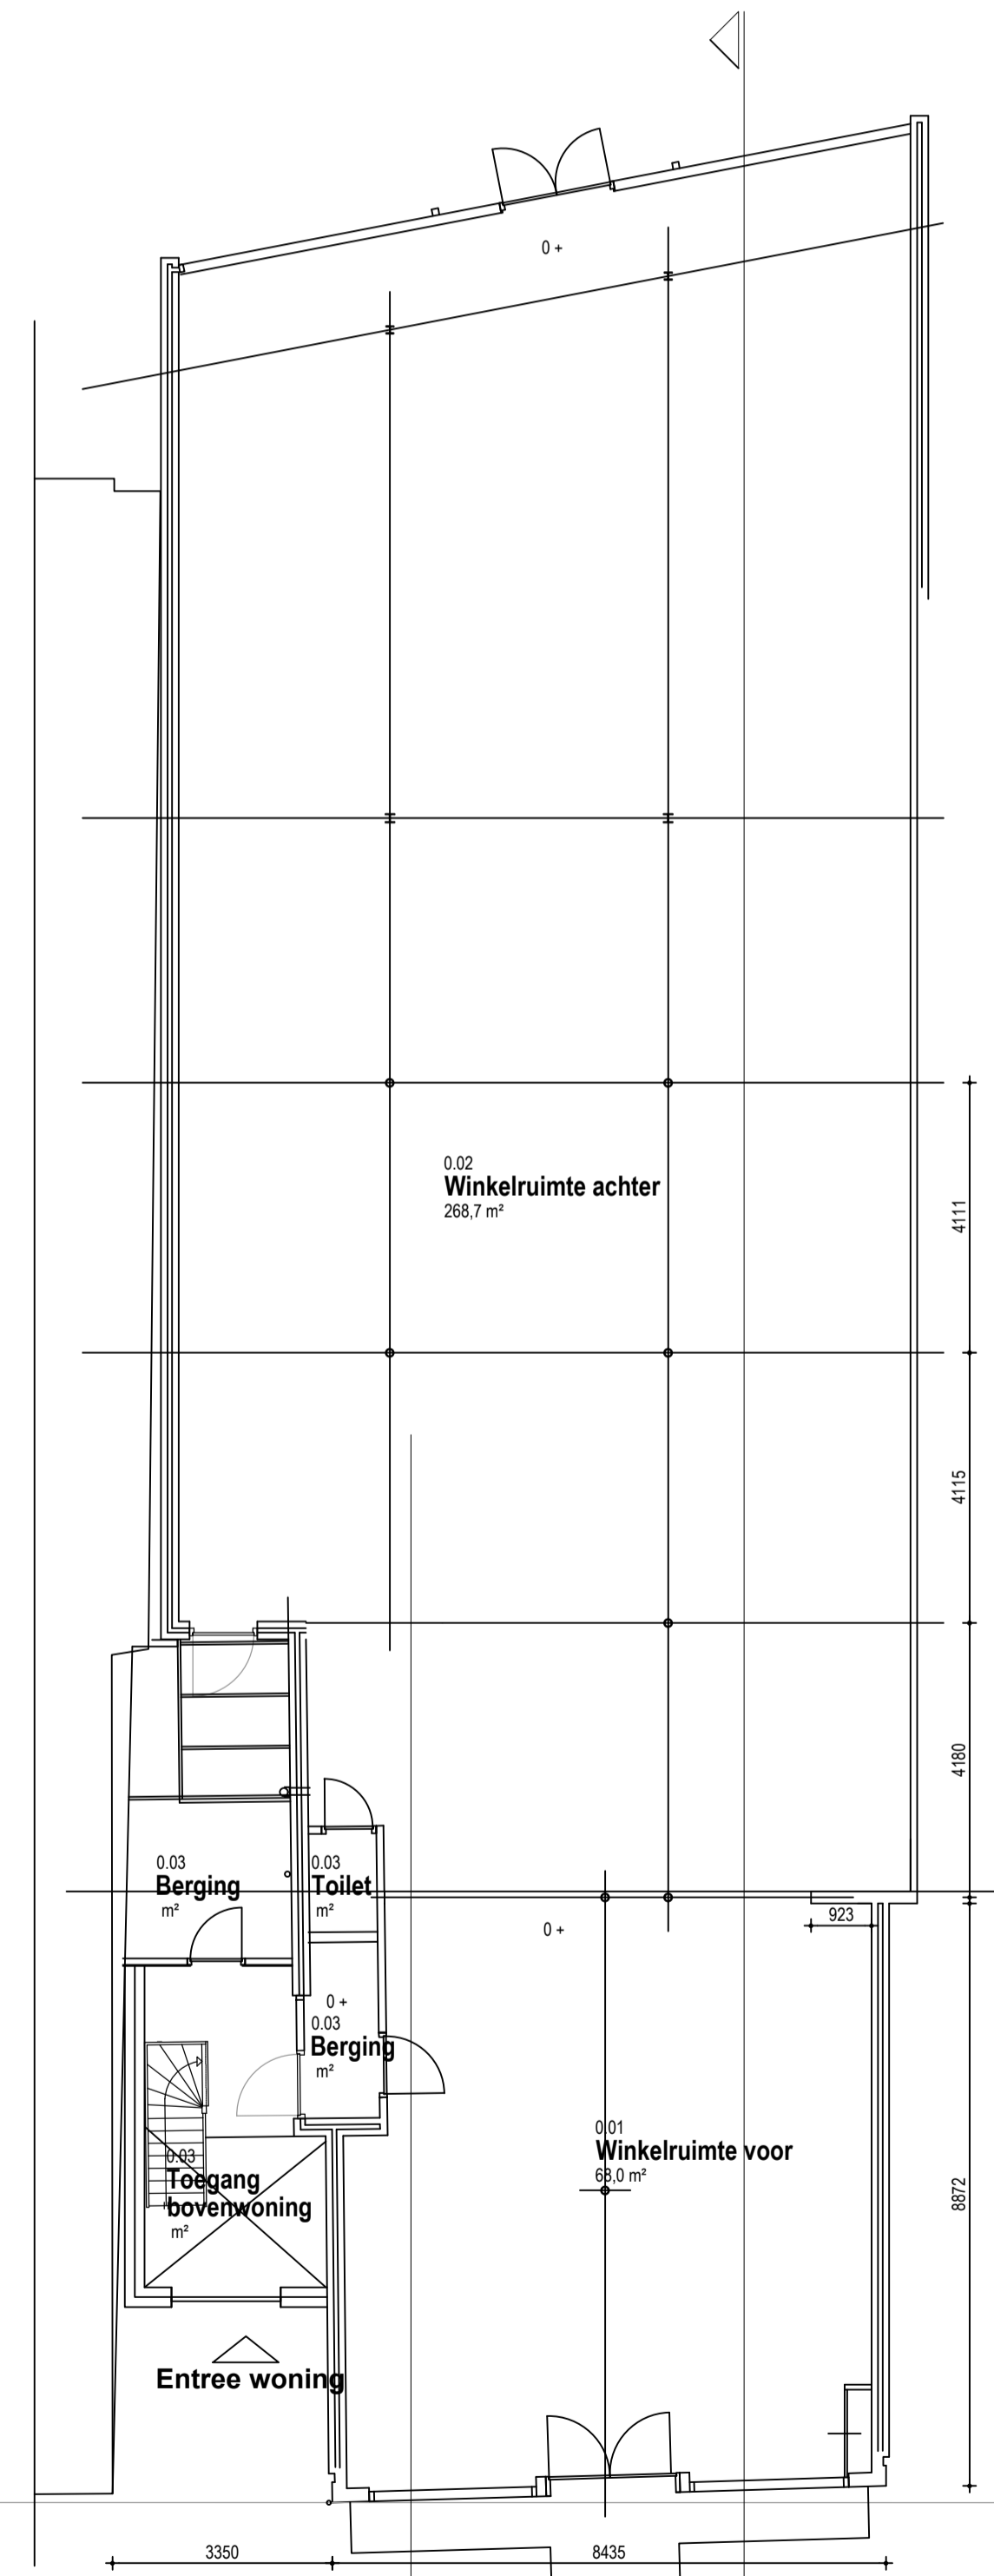 0 +
0.02
Winkelruimte achter
268,7 m²
4111
4115
4180
0.03
Berging
m²
0.03
Toilet
m²
923
0 +
0 +
0.03
Berging
m²
0.01
Winkelruimte voor
68,0 m²
0.03
Toegang
bovenwoning
m²
8872
Entree woning
3350
8435